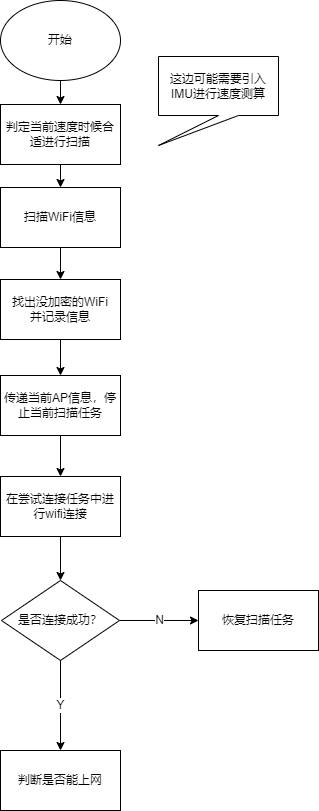 开始
这边可能需要引入
IMU进行速度测算
判定当前速度时候合
适进行扫描
扫描WiFi信息
找出没加密的WiFi
并记录信息
传递当前AP信息，停
止当前扫描任务
在尝试连接任务中进
行wifi连接
是否连接成功？
N
恢复扫描任务
Y
判断是否能上网